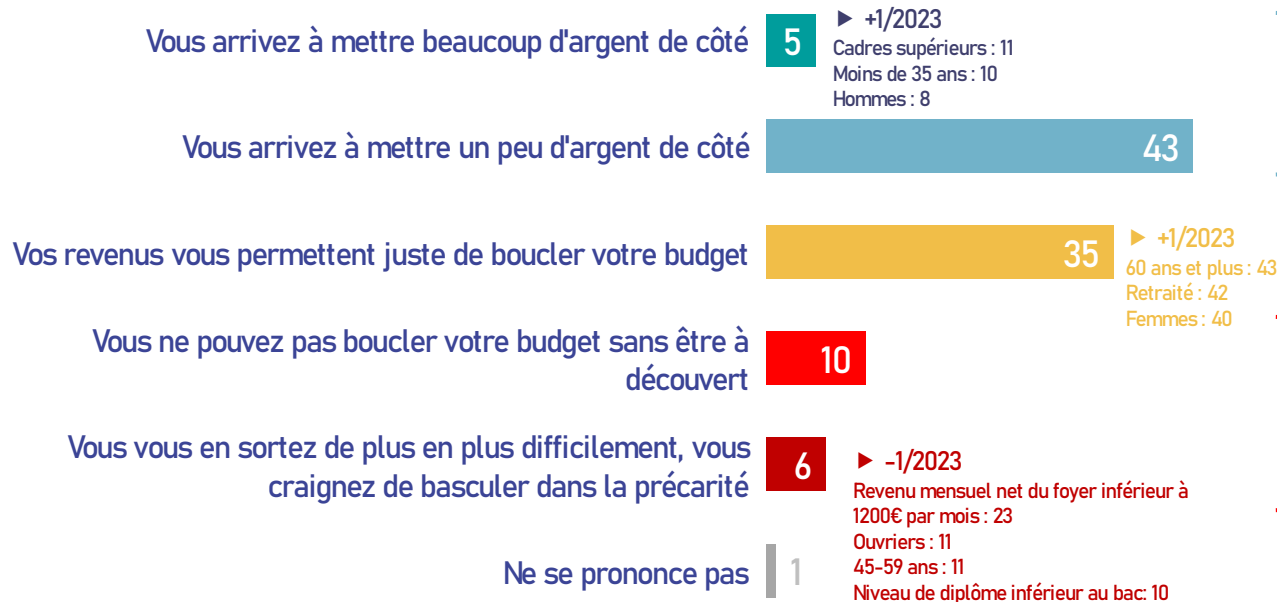 Vous arrivez à mettre beaucoup d'argent de côté
5
▶ +1/2023
Cadres supérieurs : 11
Moins de 35 ans : 10
Hommes : 8
Vous arrivez à mettre un peu d'argent de côté
43
Vos revenus vous permettent juste de boucler votre budget
35
▶ +1/2023
60 ans et plus : 43
Retraité : 42
Femmes : 40
Vous ne pouvez pas boucler votre budget sans être à
découvert
10
Vous vous en sortez de plus en plus difficilement, vous
craignez de basculer dans la précarité
6
▶ -1/2023
Revenu mensuel net du foyer inférieur à
1200€ par mois : 23
Ouvriers : 11
45-59 ans : 11
Niveau de diplôme inférieur au bac: 10
Ne se prononce pas
1